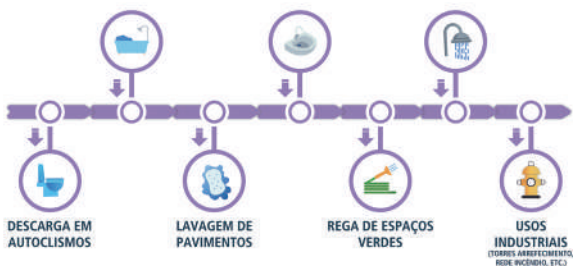 DESCARGA EM
AUTOCLISMOS
LAVAGEM DE
PAVIMENTOS
REGA DE ESPAÇOS
VERDES
USOS
INDUSTRIAIS
(TORRES ARREFECIMENTO,
REDE INCÊNDIO, ETC.)